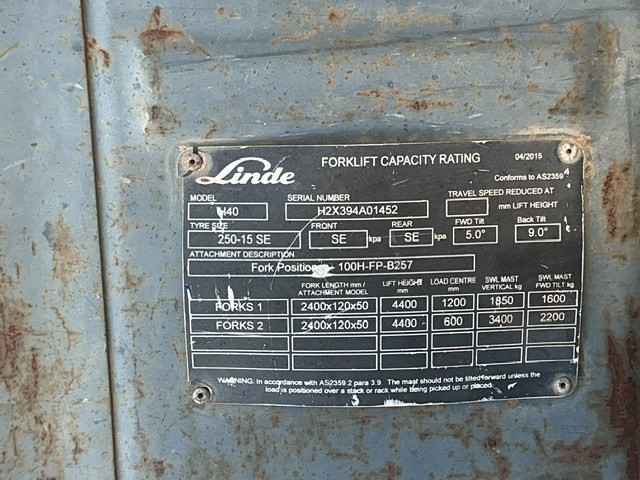 Linde FORKLIFT CAPACITY RATING 04/2015
Conforms to AS2359
MODEL SERIAL NUMBER TRAVEL SPEED REDUCED AT
H40 H2X394A01452 mm LIFT HEIGHT
TYRE SIZE FRONT REAR FWD Tilt Back Tilt
250-15 SE SE kpa SE kpa 5.0° 9.0°
ATTACHMENT DESCRIPTION
Fork Positioner 100H-FP-B257
FORK LENGTH mm / LIFT HEIGHT LOAD CENTRE SWL MAST SWL MAST
ATTACHMENT MODEL mm mm VERTICAL kg FWD TILT kg
FORKS 1 2400x120x50 4400 1200 1850 1600
FORKS 2 2400x120x50 4400 600 3400 2200
WARNING: In accordance with AS2359.2 para 3.9 The mast should not be tilted forward unless the
load is positioned over a stack or rack while being picked up or placed.